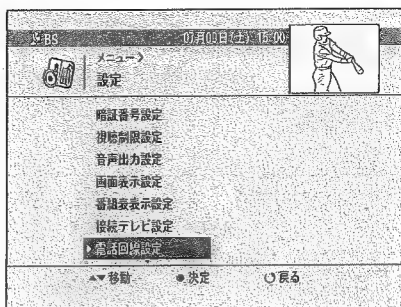 BS 07月00日(土) 15:00
メニュー〉
設定
暗証番号設定
視聴制限設定
音声出力設定
画面表示設定
番組表表示設定
接続テレビ設定
電話回線設定
移動 決定 戻る